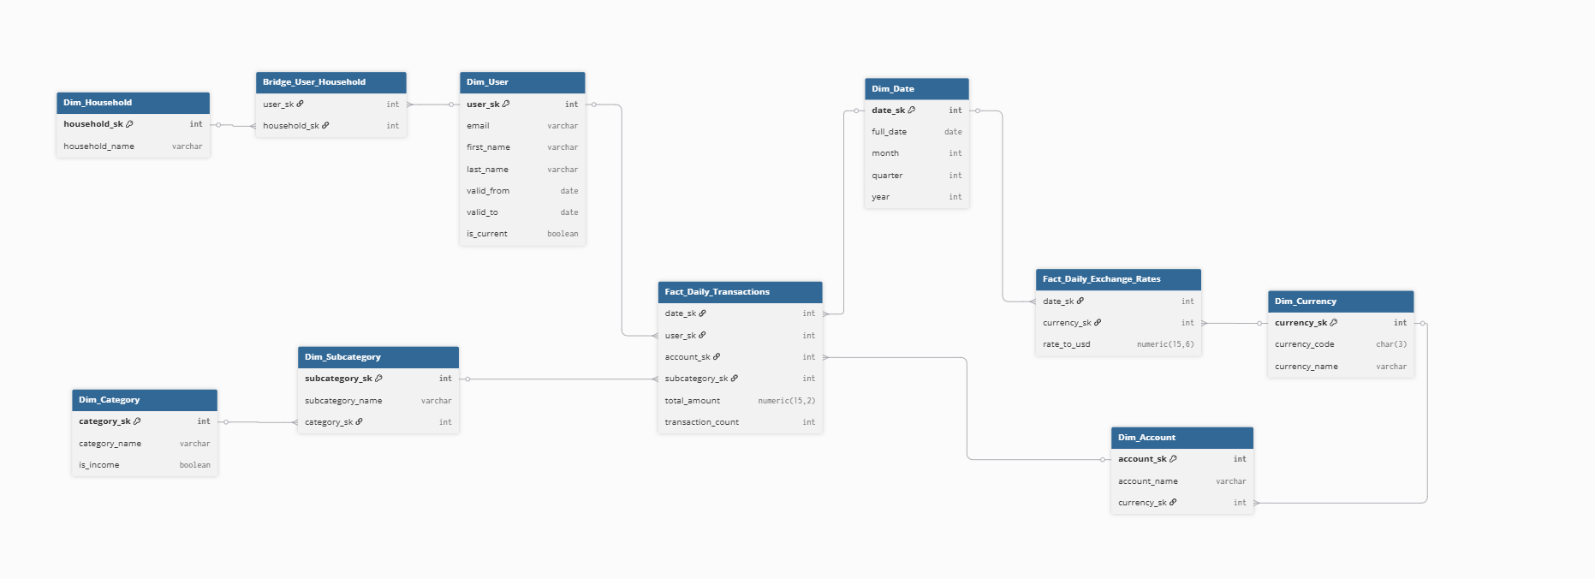 Dim_Household
household_sk int
household_name varchar
Bridge_User_Household
user_sk int
household_sk int
Dim_User
user_sk int
email varchar
first_name varchar
last_name varchar
valid_from date
valid_to date
is_current boolean
Dim_Date
date_sk int
full_date date
month int
quarter int
year int
Fact_Daily_Transactions
date_sk int
user_sk int
account_sk int
subcategory_sk int
total_amount numeric(15,2)
transaction_count int
Fact_Daily_Exchange_Rates
date_sk int
currency_sk int
rate_to_usd numeric(15,6)
Dim_Currency
currency_sk int
currency_code char(3)
currency_name varchar
Dim_Subcategory
subcategory_sk int
subcategory_name varchar
category_sk int
Dim_Category
category_sk int
category_name varchar
is_income boolean
Dim_Account
account_sk int
account_name varchar
currency_sk int